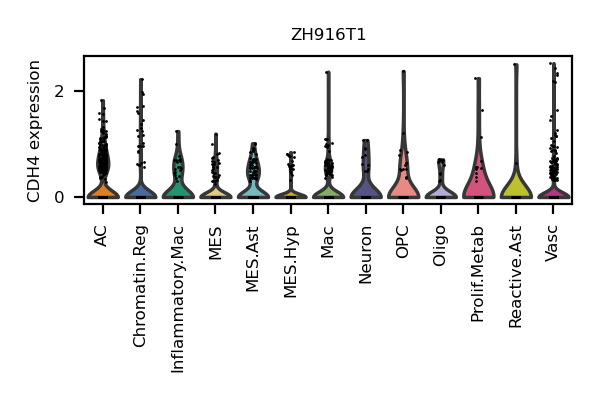 ZH916T1
CDH4 expression
2
0
AC
Chromatin.Reg
Inflammatory.Mac
MES
MES.Ast
MES.Hyp
Mac
Neuron
OPC
Oligo
Prolif.Metab
Reactive.Ast
Vasc